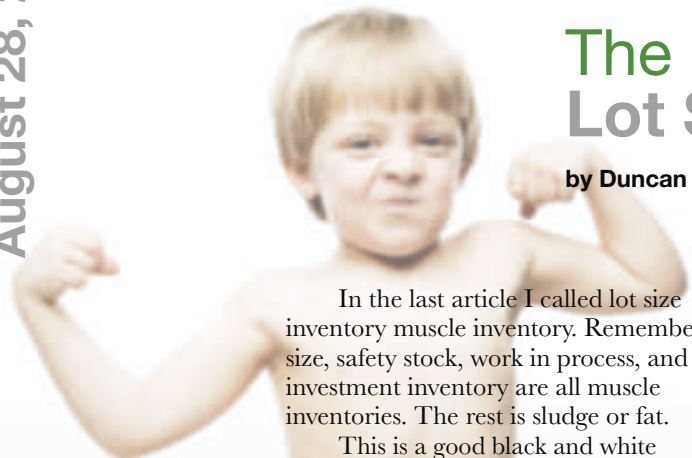 August 28,
The
Lot
by Duncan
In the last article I called lot size
inventory muscle inventory.
size, safety stock, work in process, and
investment inventory are all muscle
inventories. The rest is sludge or fat.
This is a good black and white